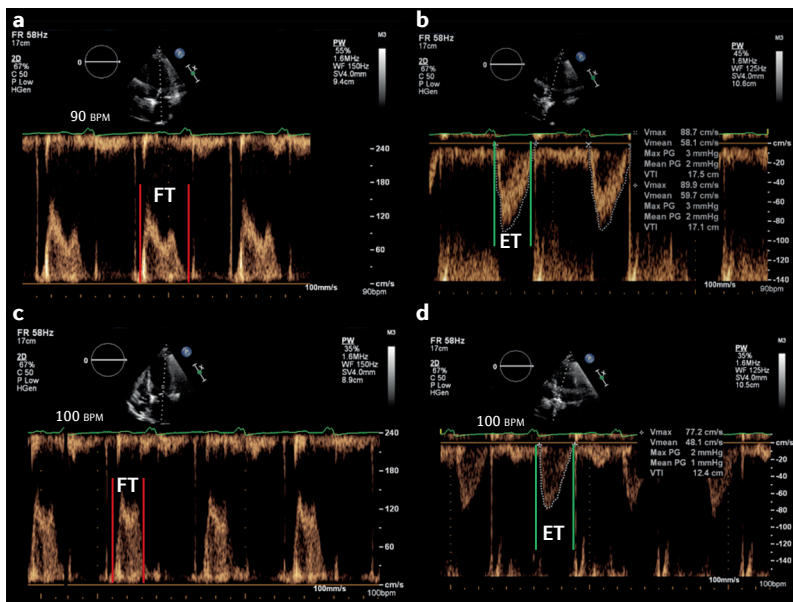 a
FR 58Hz
17cm
2D
67%
C 50
P Low
HGen
0
PW
55%
1.6MHz
WF 150Hz
SV4.0mm
9.4cm
M3
90 BPM
240
180
120
60
cm/s
FT
100mm/s
90bpm
b
FR 58Hz
17cm
2D
67%
C 50
P Low
HGen
0
PW
45%
1.6MHz
WF 125Hz
SV4.0mm
10.6cm
M3
Vmax 88.7 cm/s
Vmean 58.1 cm/s
Max PG 3 mmHg
Mean PG 2 mmHg
VTI 17.5 cm
Vmax 89.9 cm/s
Vmean 59.7 cm/s
Max PG 3 mmHg
Mean PG 2 mmHg
VTI 17.1 cm
cm/s
-20
-40
-60
-80
-100
-120
-140
ET
100mm/s
90bpm
c
FR 58Hz
17cm
2D
67%
C 50
P Low
HGen
0
PW
35%
1.6MHz
WF 150Hz
SV4.0mm
8.9cm
M3
100 BPM
240
180
120
60
cm/s
FT
100mm/s
100bpm
d
FR 58Hz
17cm
2D
67%
C 50
P Low
HGen
0
PW
35%
1.6MHz
WF 125Hz
SV4.0mm
10.5cm
M3
100 BPM
Vmax 77.2 cm/s
Vmean 48.1 cm/s
Max PG 2 mmHg
Mean PG 1 mmHg
VTI 12.4 cm
cm/s
-20
-40
-60
-80
-100
-120
-140
ET
100mm/s
100bpm